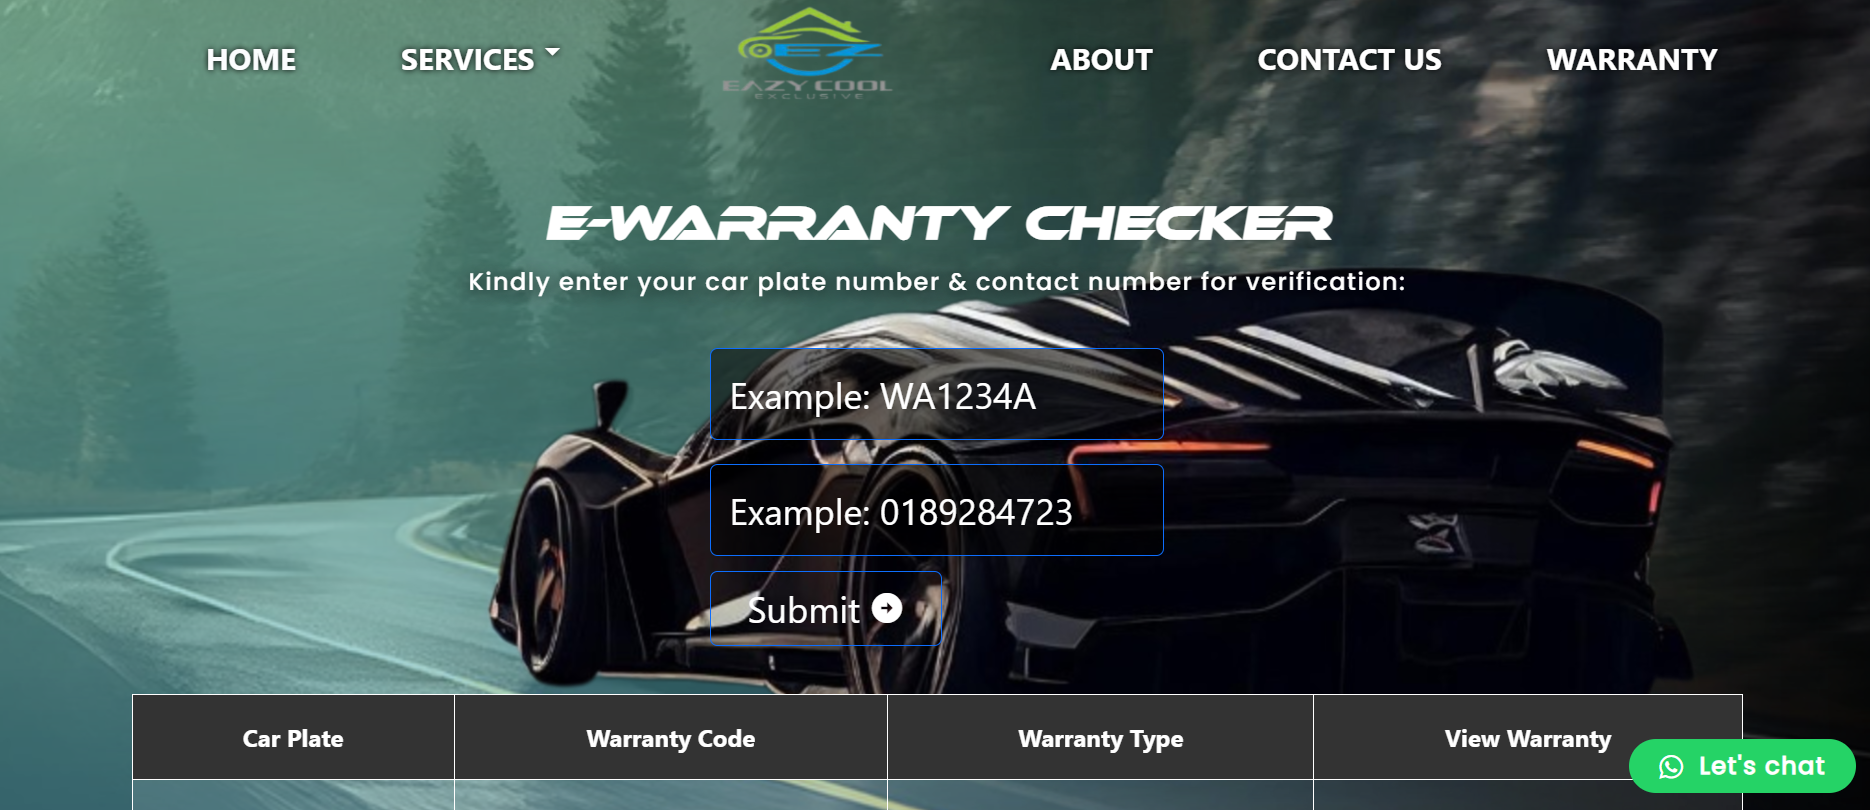 HOME
SERVICES
EAZY COOL
EXCLUSIVE
ABOUT
CONTACT US
WARRANTY
E-WARRANTY CHECKER
Kindly enter your car plate number & contact number for verification:
Example: WA1234A
Example: 0189284723
Submit
Car Plate
Warranty Code
Warranty Type
View Warranty
Let's chat